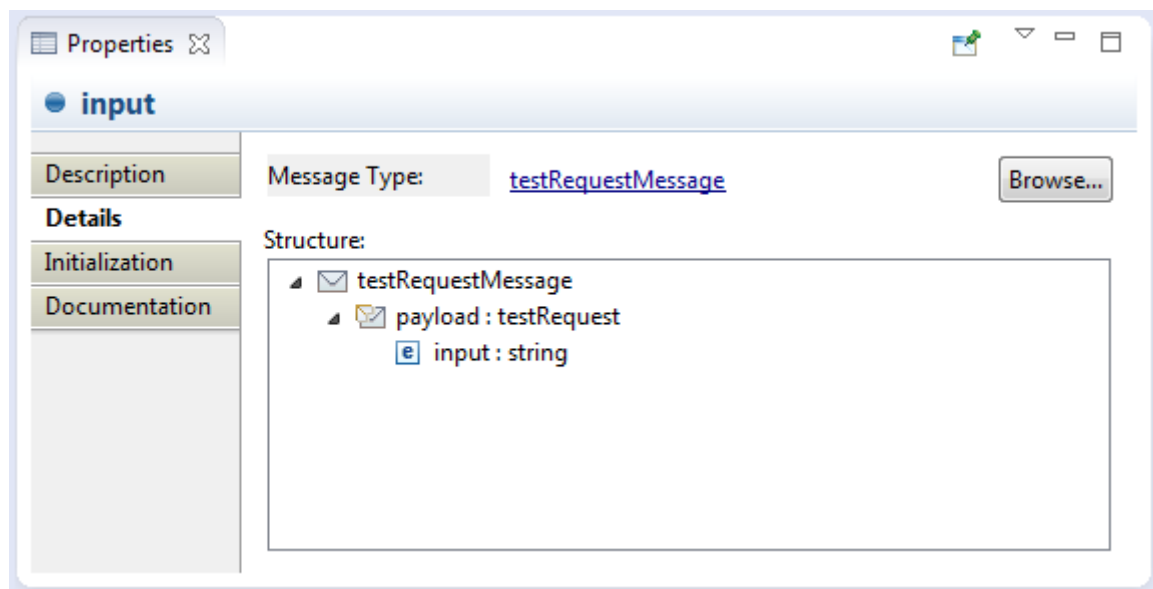 Properties
input
Description
Details
Initialization
Documentation
Message Type: testRequestMessage Browse...
Structure:
testRequestMessage
payload : testRequest
e input : string